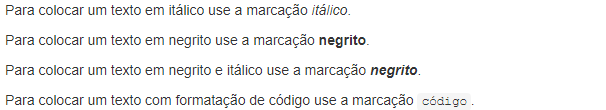 Para colocar um texto em itálico use a marcação itálico.
Para colocar um texto em negrito use a marcação negrito.
Para colocar um texto em negrito e itálico use a marcação negrito.
Para colocar um texto com formatação de código use a marcação código.